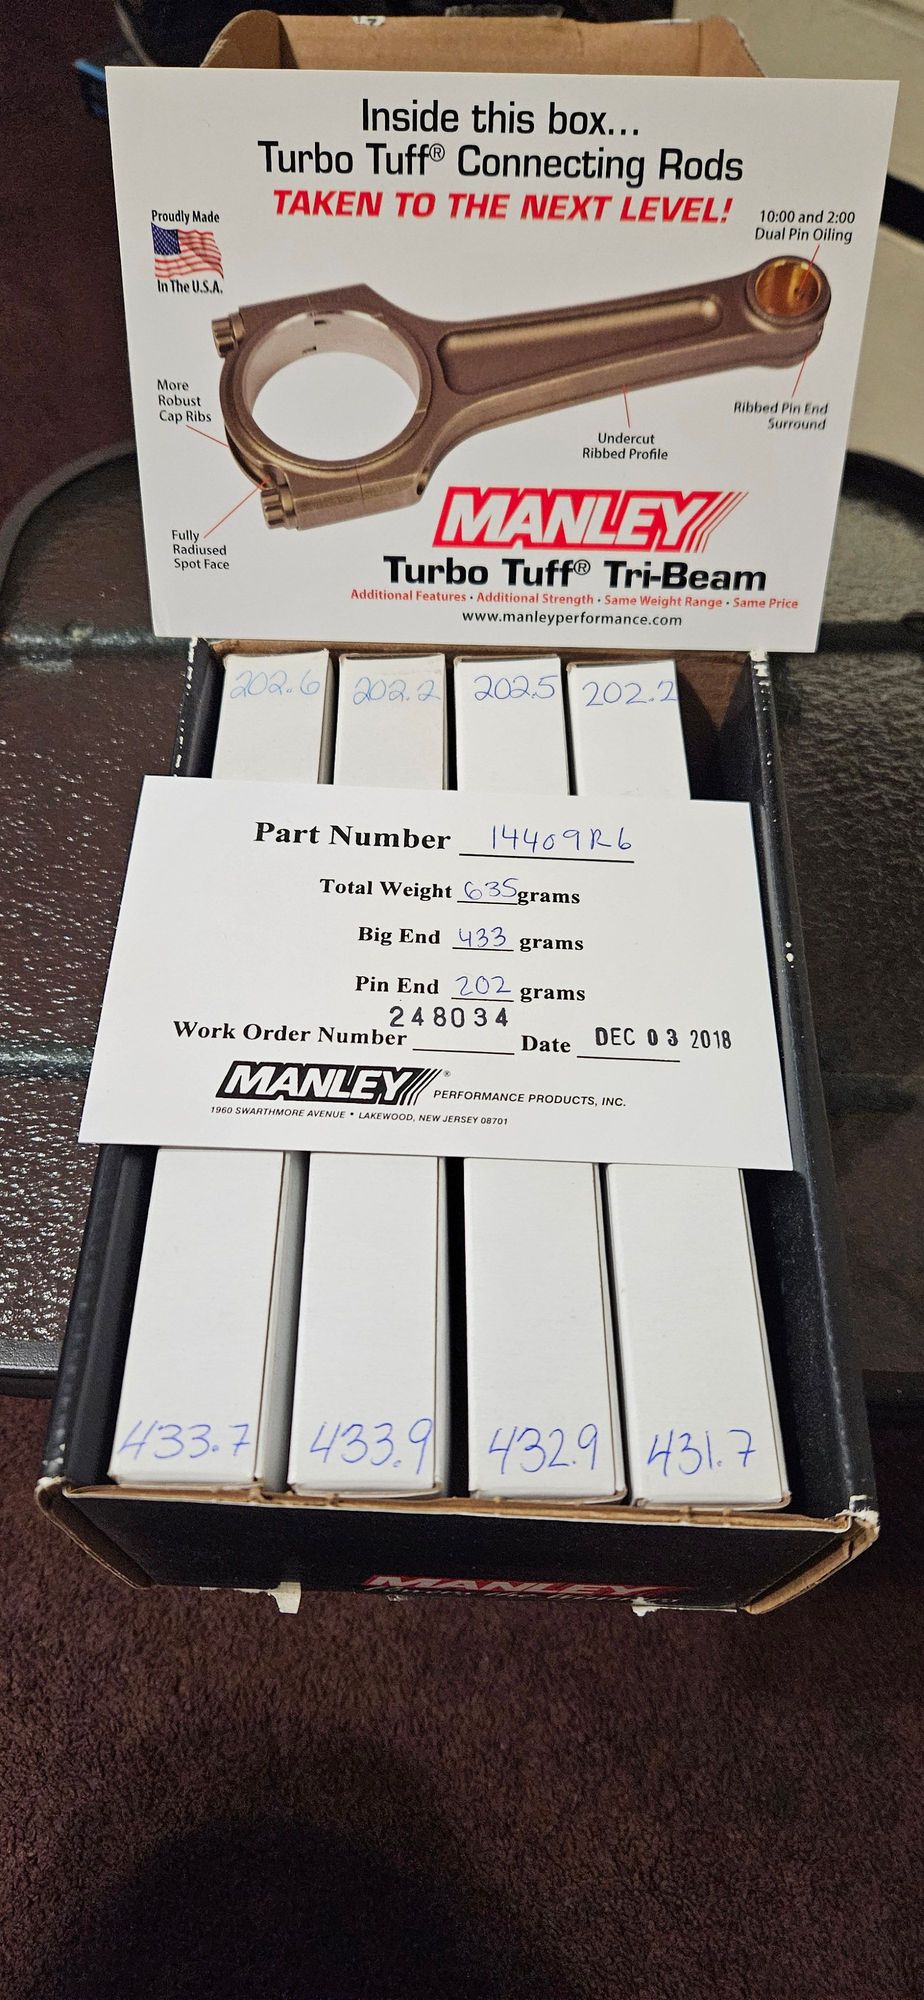 Inside this box...
Turbo Tuff® Connecting Rods
TAKEN TO THE NEXT LEVEL!
Proudly Made
In The U.S.A.
10:00 and 2:00
Dual Pin Oiling
More
Robust
Cap Ribs
Ribbed Pin End
Surround
Undercut
Ribbed Profile
Fully
Radiused
Spot Face
MANLEY
Turbo Tuff® Tri-Beam
Additional Features • Additional Strength • Same Weight Range • Same Price
www.manleyperformance.com
202.6 202.2 202.5 202.2
Part Number 14409R6
Total Weight 635 grams
Big End 433 grams
Pin End 202 grams
Work Order Number 248034 Date DEC 03 2018
MANLEY® PERFORMANCE PRODUCTS, INC.
1960 SWARTHMORE AVENUE • LAKEWOOD, NEW JERSEY 08701
433.7 433.9 432.9 431.7
MANLEY